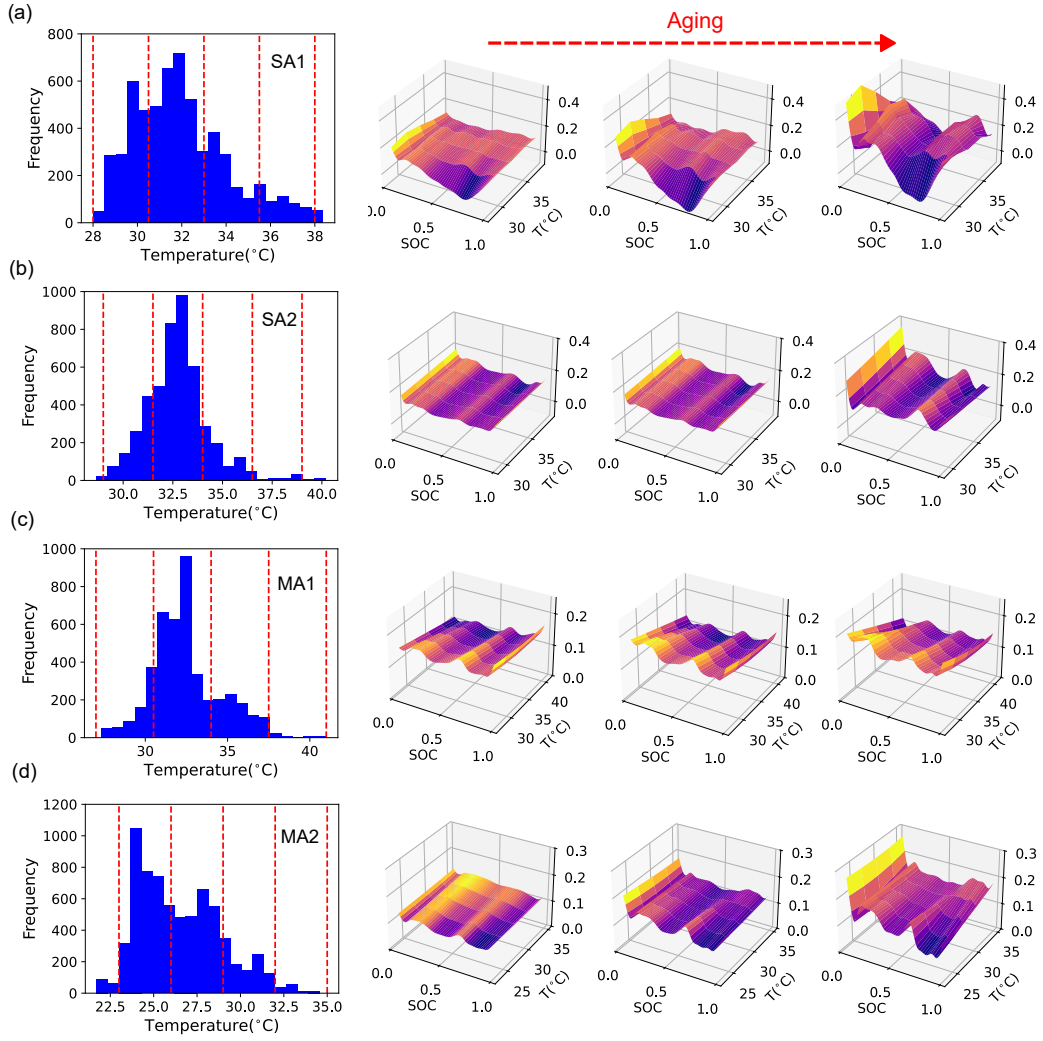 (a)
Aging
SA1
Frequency
800
600
400
200
0
28 30 32 34 36 38
Temperature(°C)
0.4
0.2
0.0
0.0
0.5
1.0
SOC
30
35
T(°C)
0.4
0.2
0.0
0.0
0.5
1.0
SOC
30
35
T(°C)
0.4
0.2
0.0
0.0
0.5
1.0
SOC
30
35
T(°C)
(b)
SA2
Frequency
1000
800
600
400
200
0
30.0 32.5 35.0 37.5 40.0
Temperature(°C)
0.4
0.2
0.0
0.0
0.5
1.0
SOC
30
35
T(°C)
0.4
0.2
0.0
0.0
0.5
1.0
SOC
30
35
T(°C)
0.4
0.2
0.0
0.0
0.5
1.0
SOC
30
35
T(°C)
(c)
MA1
Frequency
1000
800
600
400
200
0
30 35 40
Temperature(°C)
0.2
0.1
0.0
0.0
0.5
1.0
SOC
30
35
40
T(°C)
0.2
0.1
0.0
0.0
0.5
1.0
SOC
30
35
40
T(°C)
0.2
0.1
0.0
0.0
0.5
1.0
SOC
30
35
40
T(°C)
(d)
MA2
Frequency
1200
1000
800
600
400
200
0
22.5 25.0 27.5 30.0 32.5 35.0
Temperature(°C)
0.3
0.2
0.1
0.0
0.0
0.5
1.0
SOC
25
30
35
T(°C)
0.3
0.2
0.1
0.0
0.0
0.5
1.0
SOC
25
30
35
T(°C)
0.3
0.2
0.1
0.0
0.0
0.5
1.0
SOC
25
30
35
T(°C)